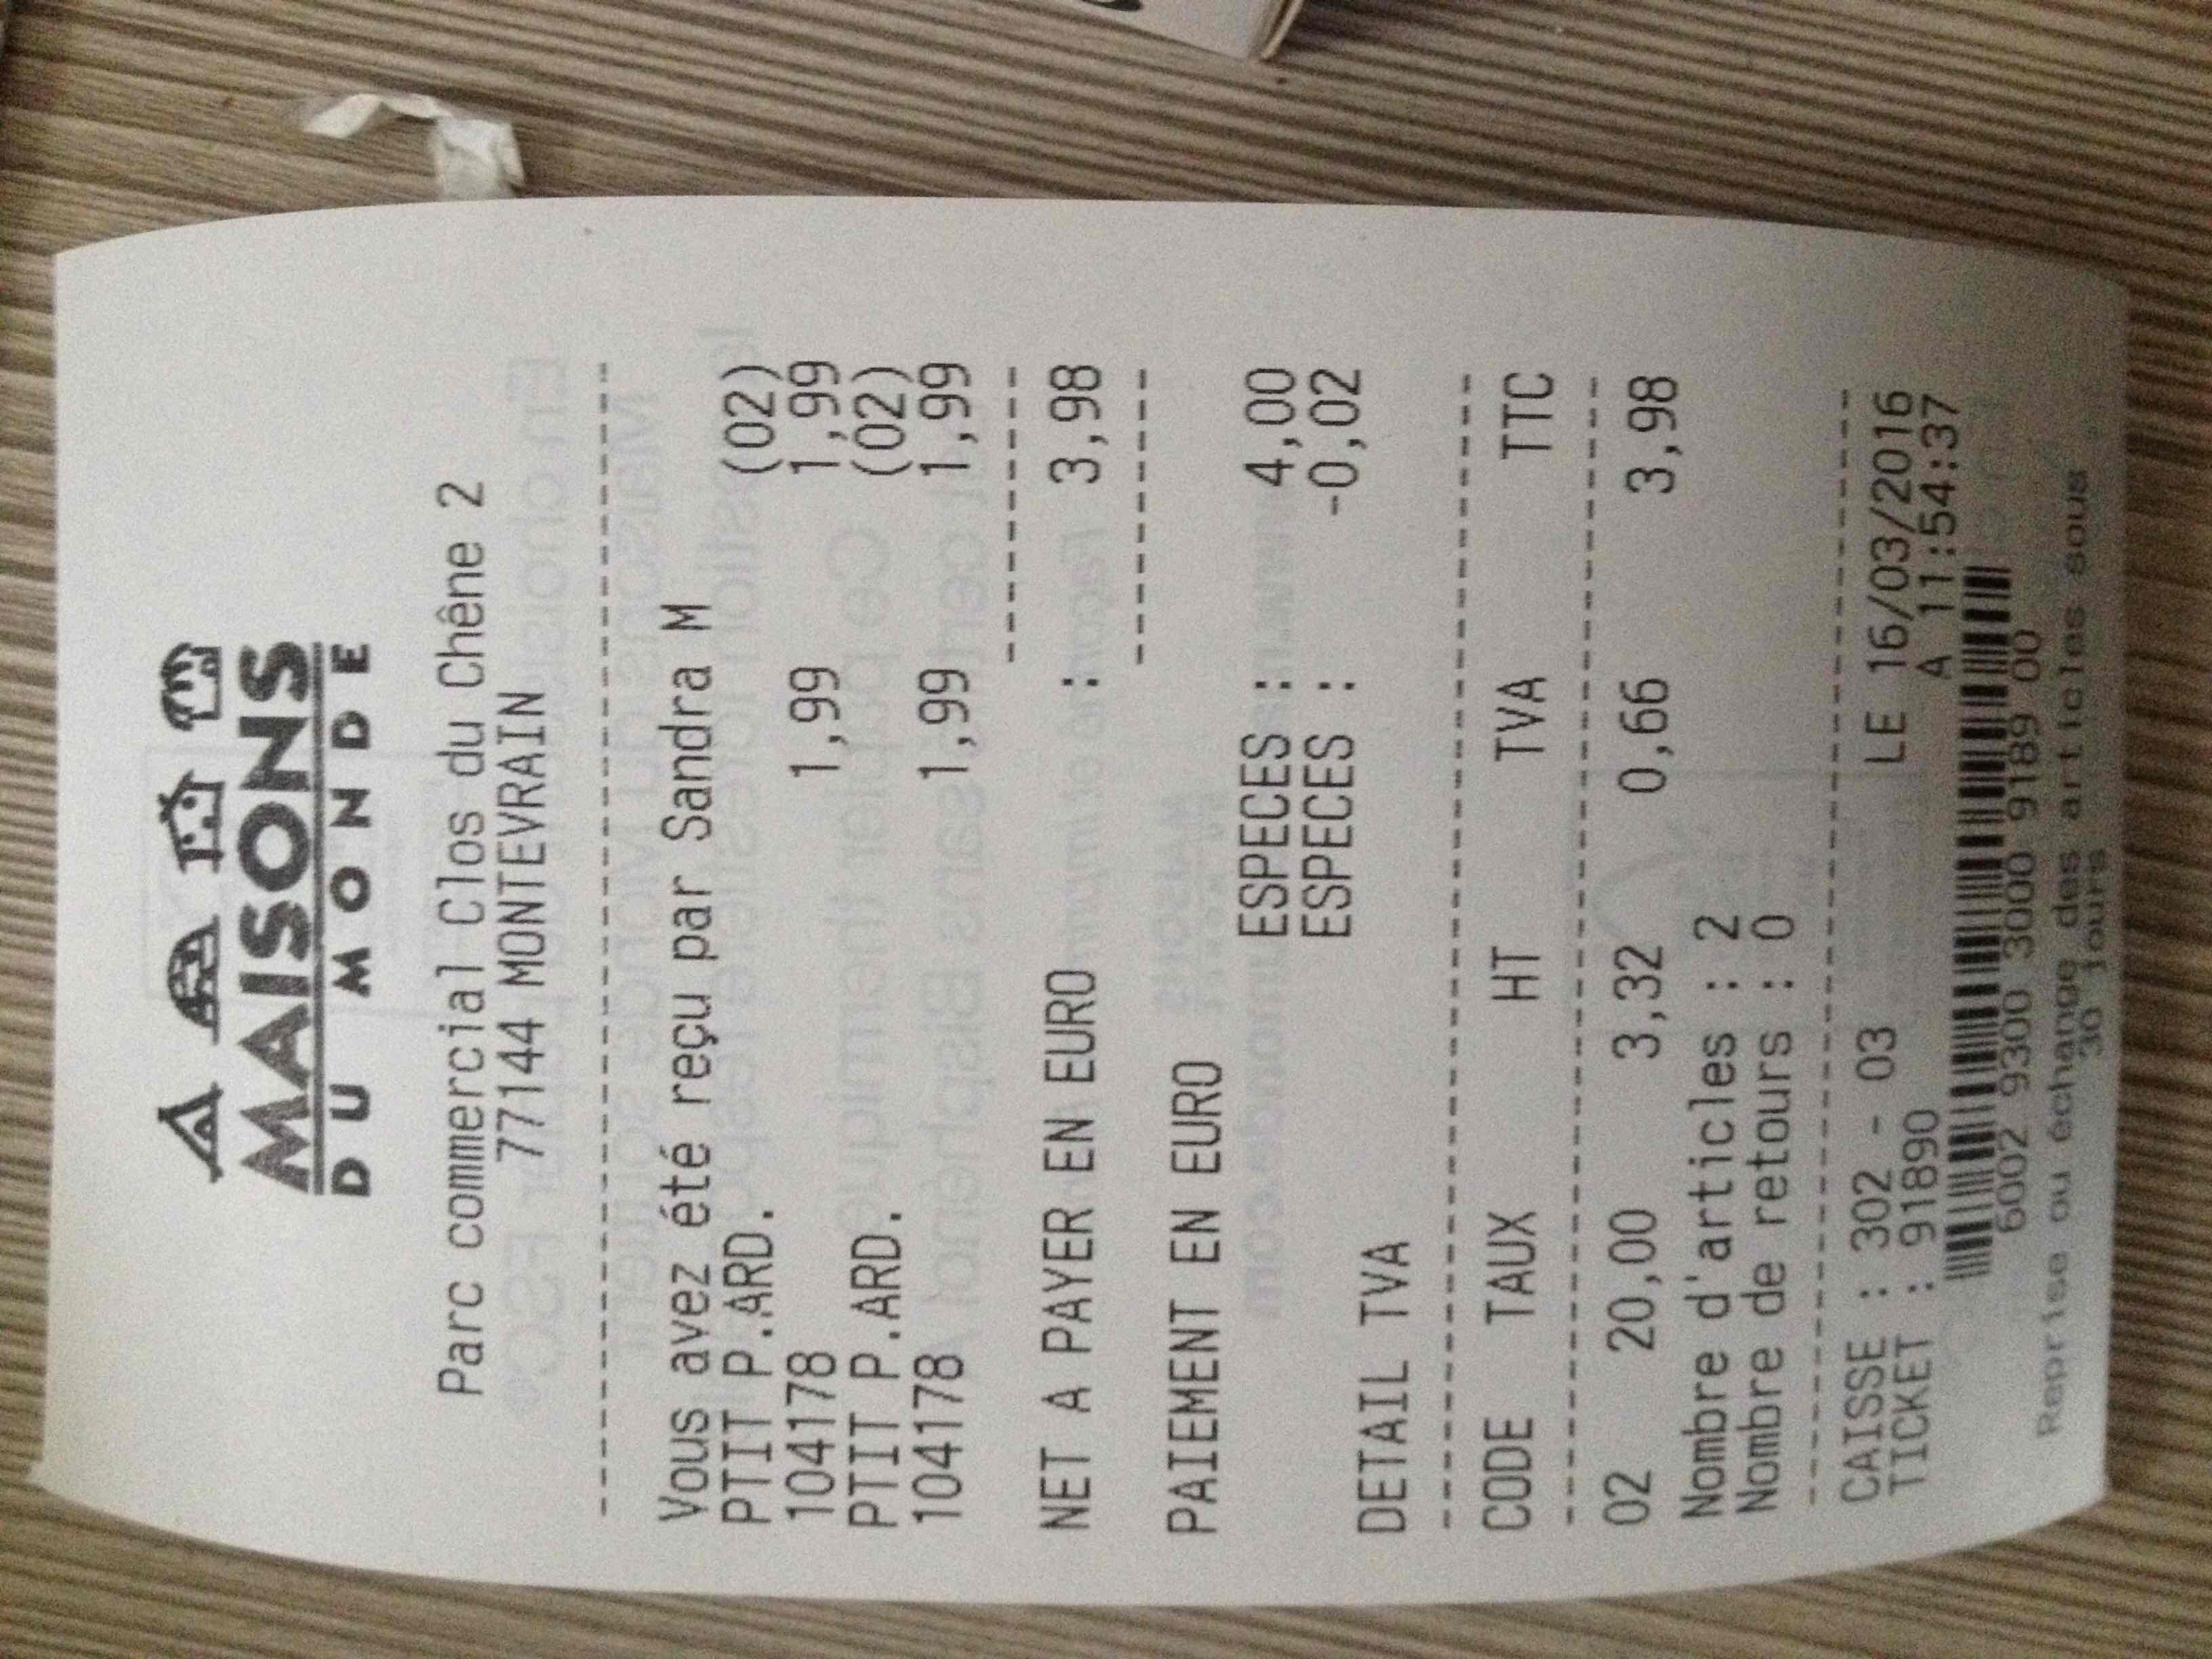 MAISONS
DU MONDE
Parc commercial Clos du Chêne 2
77144 MONTEVRAIN
Vous avez été reçu par Sandra M
PTIT P.ARD. (02)
104178 1,99 1,99
PTIT P.ARD. (02)
104178 1,99 1,99
NET A PAYER EN EURO : 3,98
PAIEMENT EN EURO
ESPECES : 4,00
ESPECES : -0,02
DETAIL TVA
CODE TAUX HT TVA TTC
02 20,00 3,32 0,66 3,98
Nombre d'articles : 2
Nombre de retours : 0
CAISSE : 302 - 03 LE 16/03/2016
TICKET : 91890 A 11:54:37
6002 9300 3000 9189 00
Reprise ou échange des articles sous
30 jours